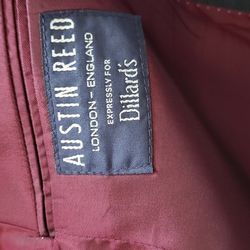 AUSTIN REED
LONDON - ENGLAND
EXPRESSLY FOR
Dillard's